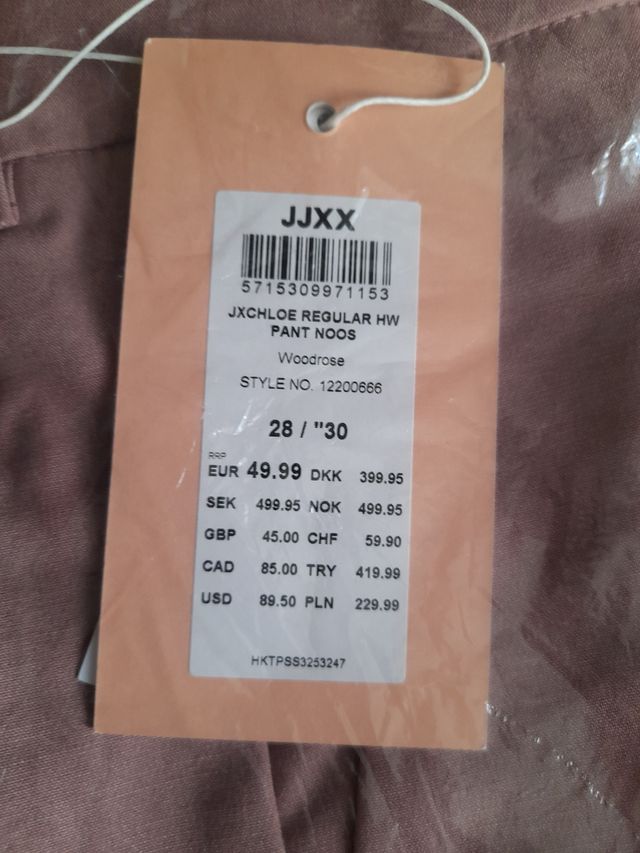 JJXX
5715309971153
JXCHLOE REGULAR HW
PANT NOOS
Woodrose
STYLE NO. 12200666
28 / "30
RRP
EUR 49.99 DKK 399.95
SEK 499.95 NOK 499.95
GBP 45.00 CHF 59.90
CAD 85.00 TRY 419.99
USD 89.50 PLN 229.99
HKTPSS3253247